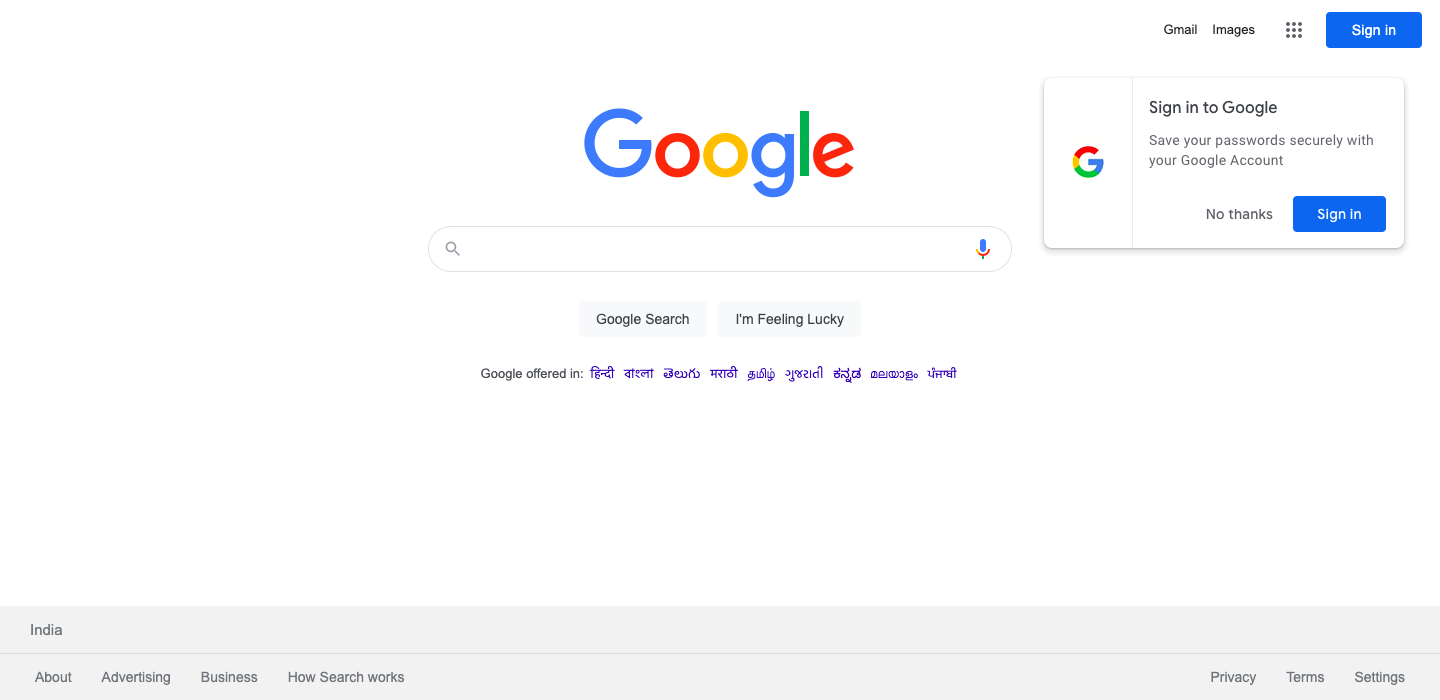 Gmail Images Sign in
Google
Sign in to Google
Save your passwords securely with
your Google Account
No thanks Sign in
Google Search I'm Feeling Lucky
Google offered in: हिन्दी বাংলা తెలుగు मराठी தமிழ் ગુજરાતી ಕನ್ನಡ മലയാളം ਪੰਜਾਬੀ
India
About Advertising Business How Search works Privacy Terms Settings